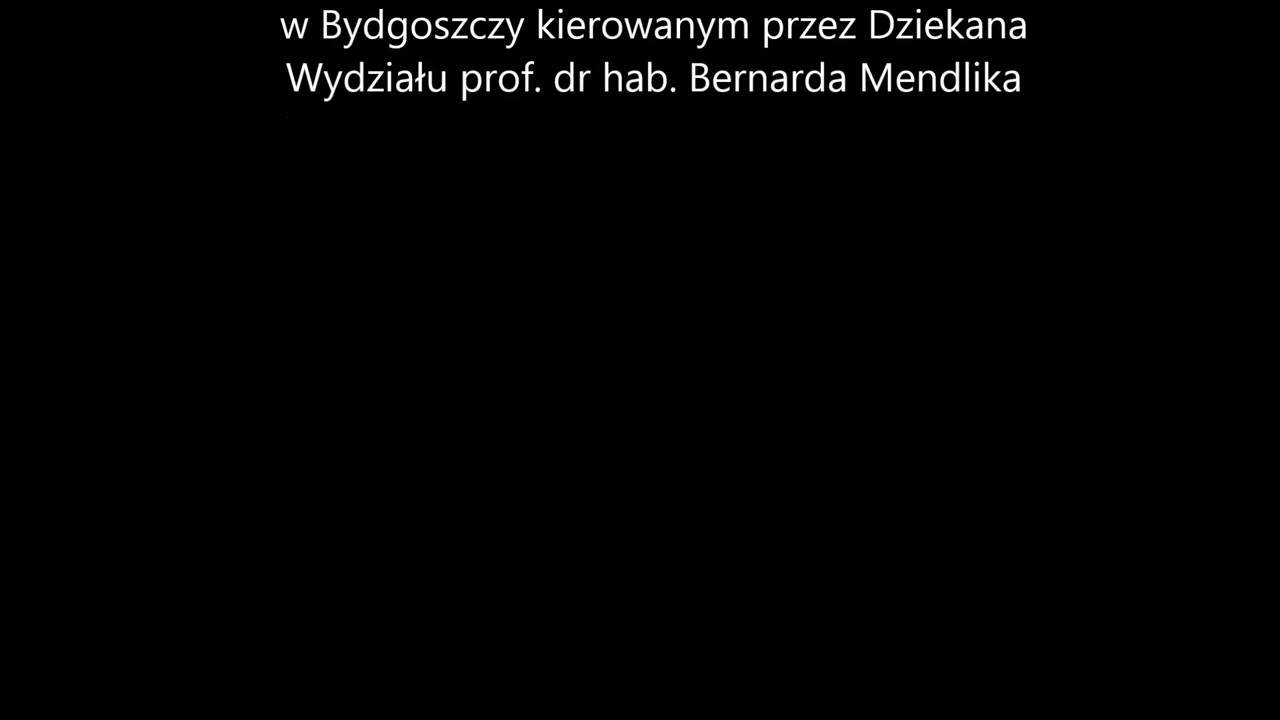 w Bydgoszczy kierowanym przez Dziekana
Wydziału prof. dr hab. Bernarda Mendlika